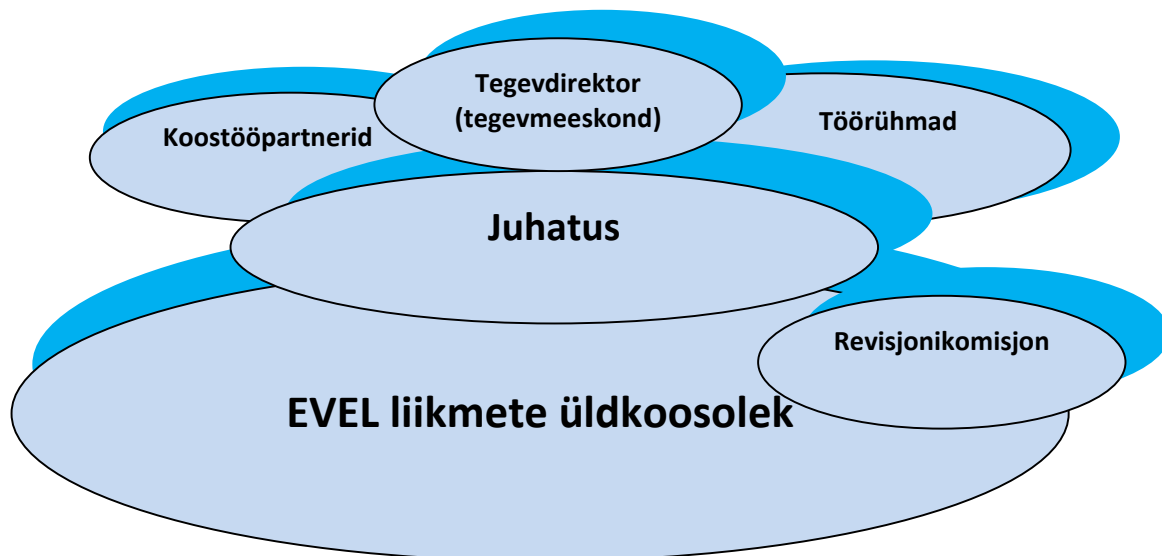 Tegevdirektor
(tegevmeeskond)
Koostööpartnerid
Töörühmad
Juhatus
Revisjonikomisjon
EVEL liikmete üldkoosolek